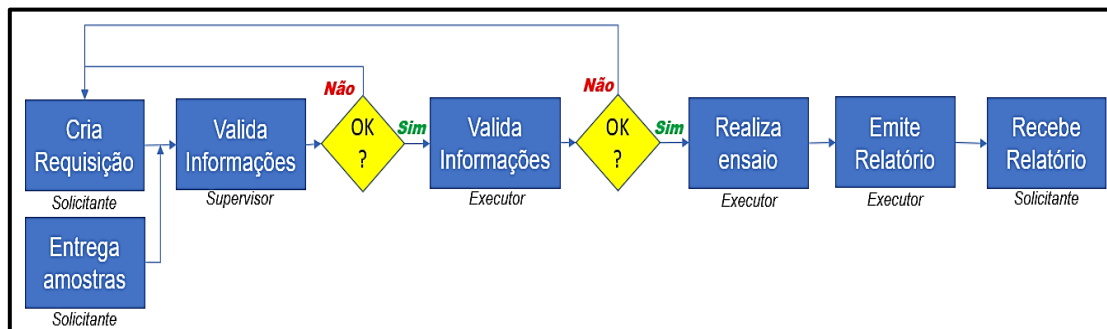 Cria
Requisição
Solicitante
Entrega
amostras
Solicitante
Valida
Informações
Supervisor
Não
OK
?
Sim
Valida
Informações
Executor
Não
OK
?
Sim
Realiza
ensaio
Executor
Emite
Relatório
Executor
Recebe
Relatório
Solicitante